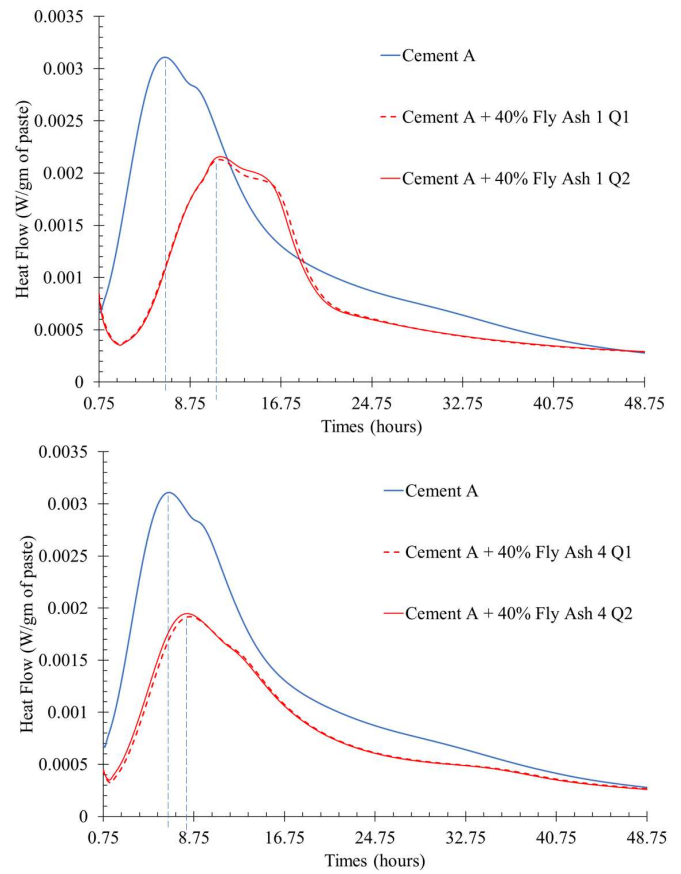 0.0035
0.003
0.0025
0.002
0.0015
0.001
0.0005
0
Heat Flow (W/gm of paste)
Cement A
Cement A + 40% Fly Ash 1 Q1
Cement A + 40% Fly Ash 1 Q2
0.75 8.75 16.75 24.75 32.75 40.75 48.75
Times (hours)
0.0035
0.003
0.0025
0.002
0.0015
0.001
0.0005
0
Heat Flow (W/gm of paste)
Cement A
Cement A + 40% Fly Ash 4 Q1
Cement A + 40% Fly Ash 4 Q2
0.75 8.75 16.75 24.75 32.75 40.75 48.75
Times (hours)